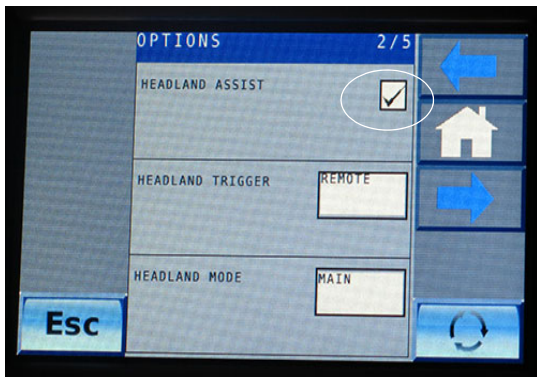 OPTIONS 2/5
HEADLAND ASSIST
HEADLAND TRIGGER REMOTE
HEADLAND MODE MAIN
Esc